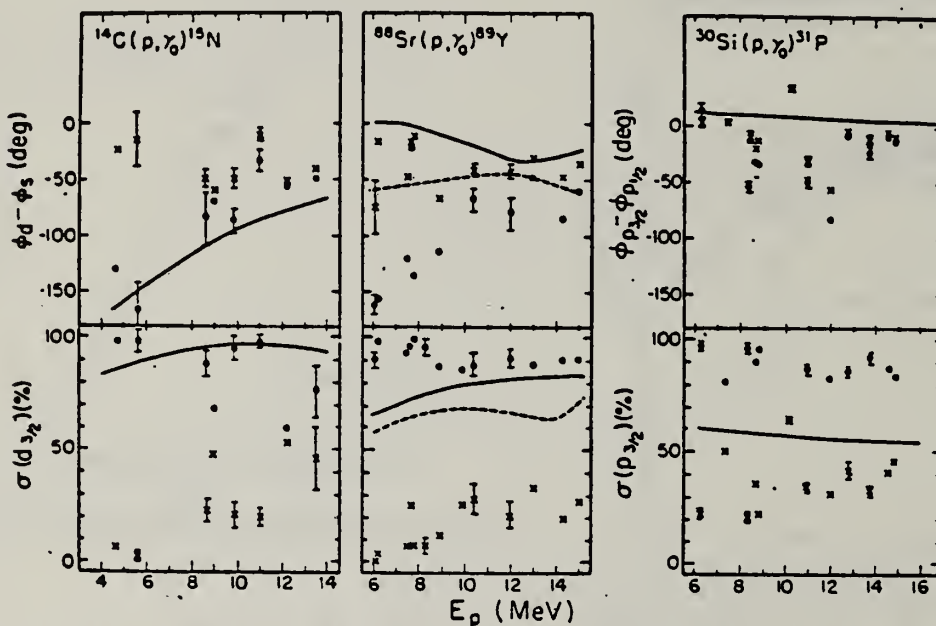 ¹⁴C(p,γ₀)¹⁵N
⁸⁸Sr(p,γ₀)⁸⁹Y
³⁰Si(p,γ₀)³¹P
ϕd − ϕs (deg)
0
-50
-100
-150
ϕp3/2 − ϕp1/2 (deg)
0
-50
-100
-150
σ(d3/2)(%)
100
50
0
σ(p3/2)(%)
100
50
0
4 6 8 10 12 14
6 8 10 12 14
6 8 10 12 14 16
Ep (MeV)